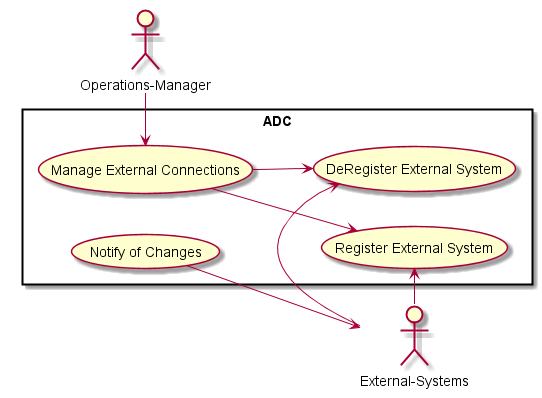 Operations-Manager
ADC
Manage External Connections
DeRegister External System
Notify of Changes
Register External System
External-Systems